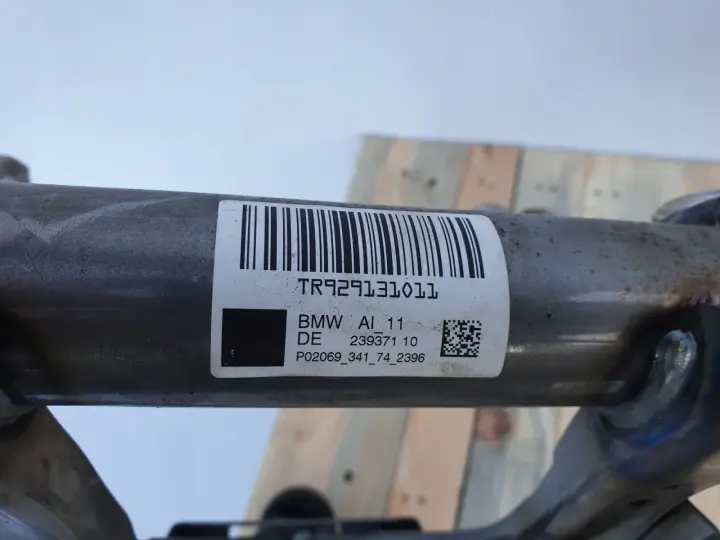 TR929131011
BMW AI_11
DE 239371 10
P02069_341_74_2396